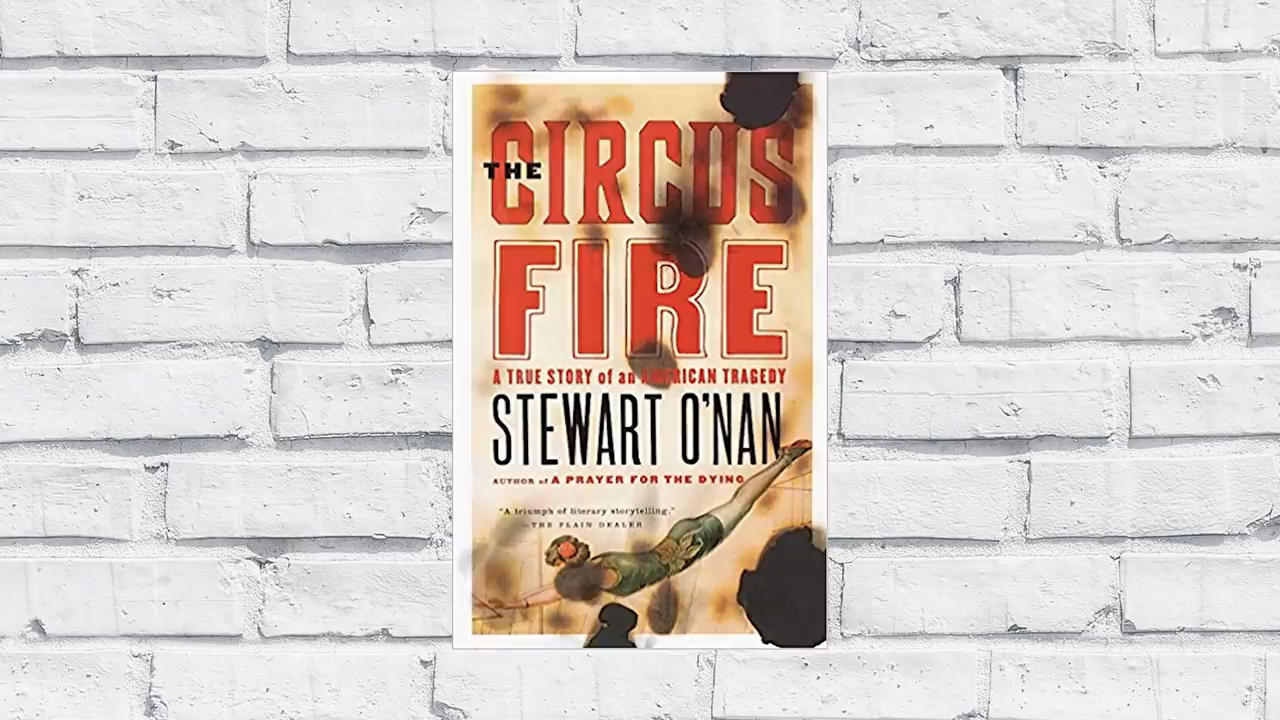 THE
CIRCUS
FIRE
A TRUE STORY of an AMERICAN TRAGEDY
STEWART O'NAN
AUTHOR of A PRAYER FOR THE DYING
"A triumph of literary storytelling."
—THE PLAIN DEALER